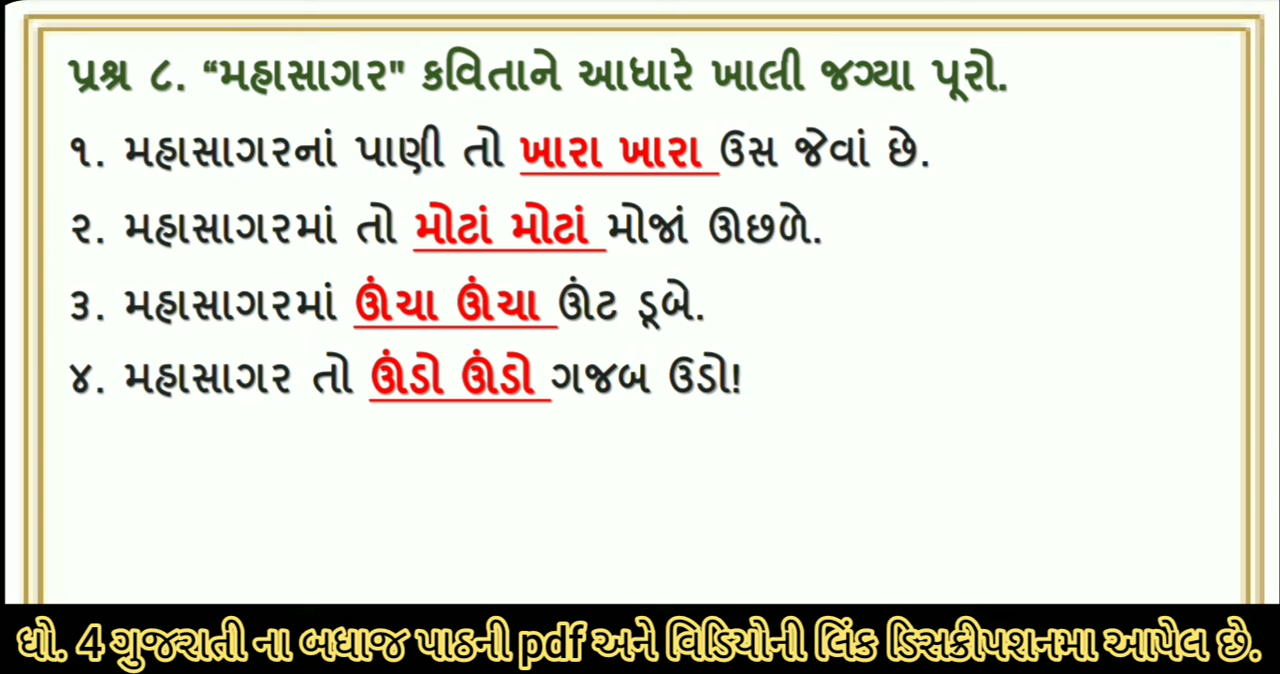 પ્રશ્ન ૮. “મહાસાગર" કવિતાને આધારે ખાલી જગ્યા પૂરો.
૧. મહાસાગરનાં પાણી તો ખારા ખારા ઉસ જેવાં છે.
૨. મહાસાગરમાં તો મોટાં મોટાં મોજાં ઊછળે.
૩. મહાસાગરમાં ઊંચા ઊંચા ઊંટ ડૂબે.
૪. મહાસાગર તો ઊંડો ઊંડો ગજબ ઉડો!
ધો. 4 ગુજરાતી ના બધાજ પાઠની pdf અને વિડિયોની લિંક ડિસક્રીપશનમા આપેલ છે.